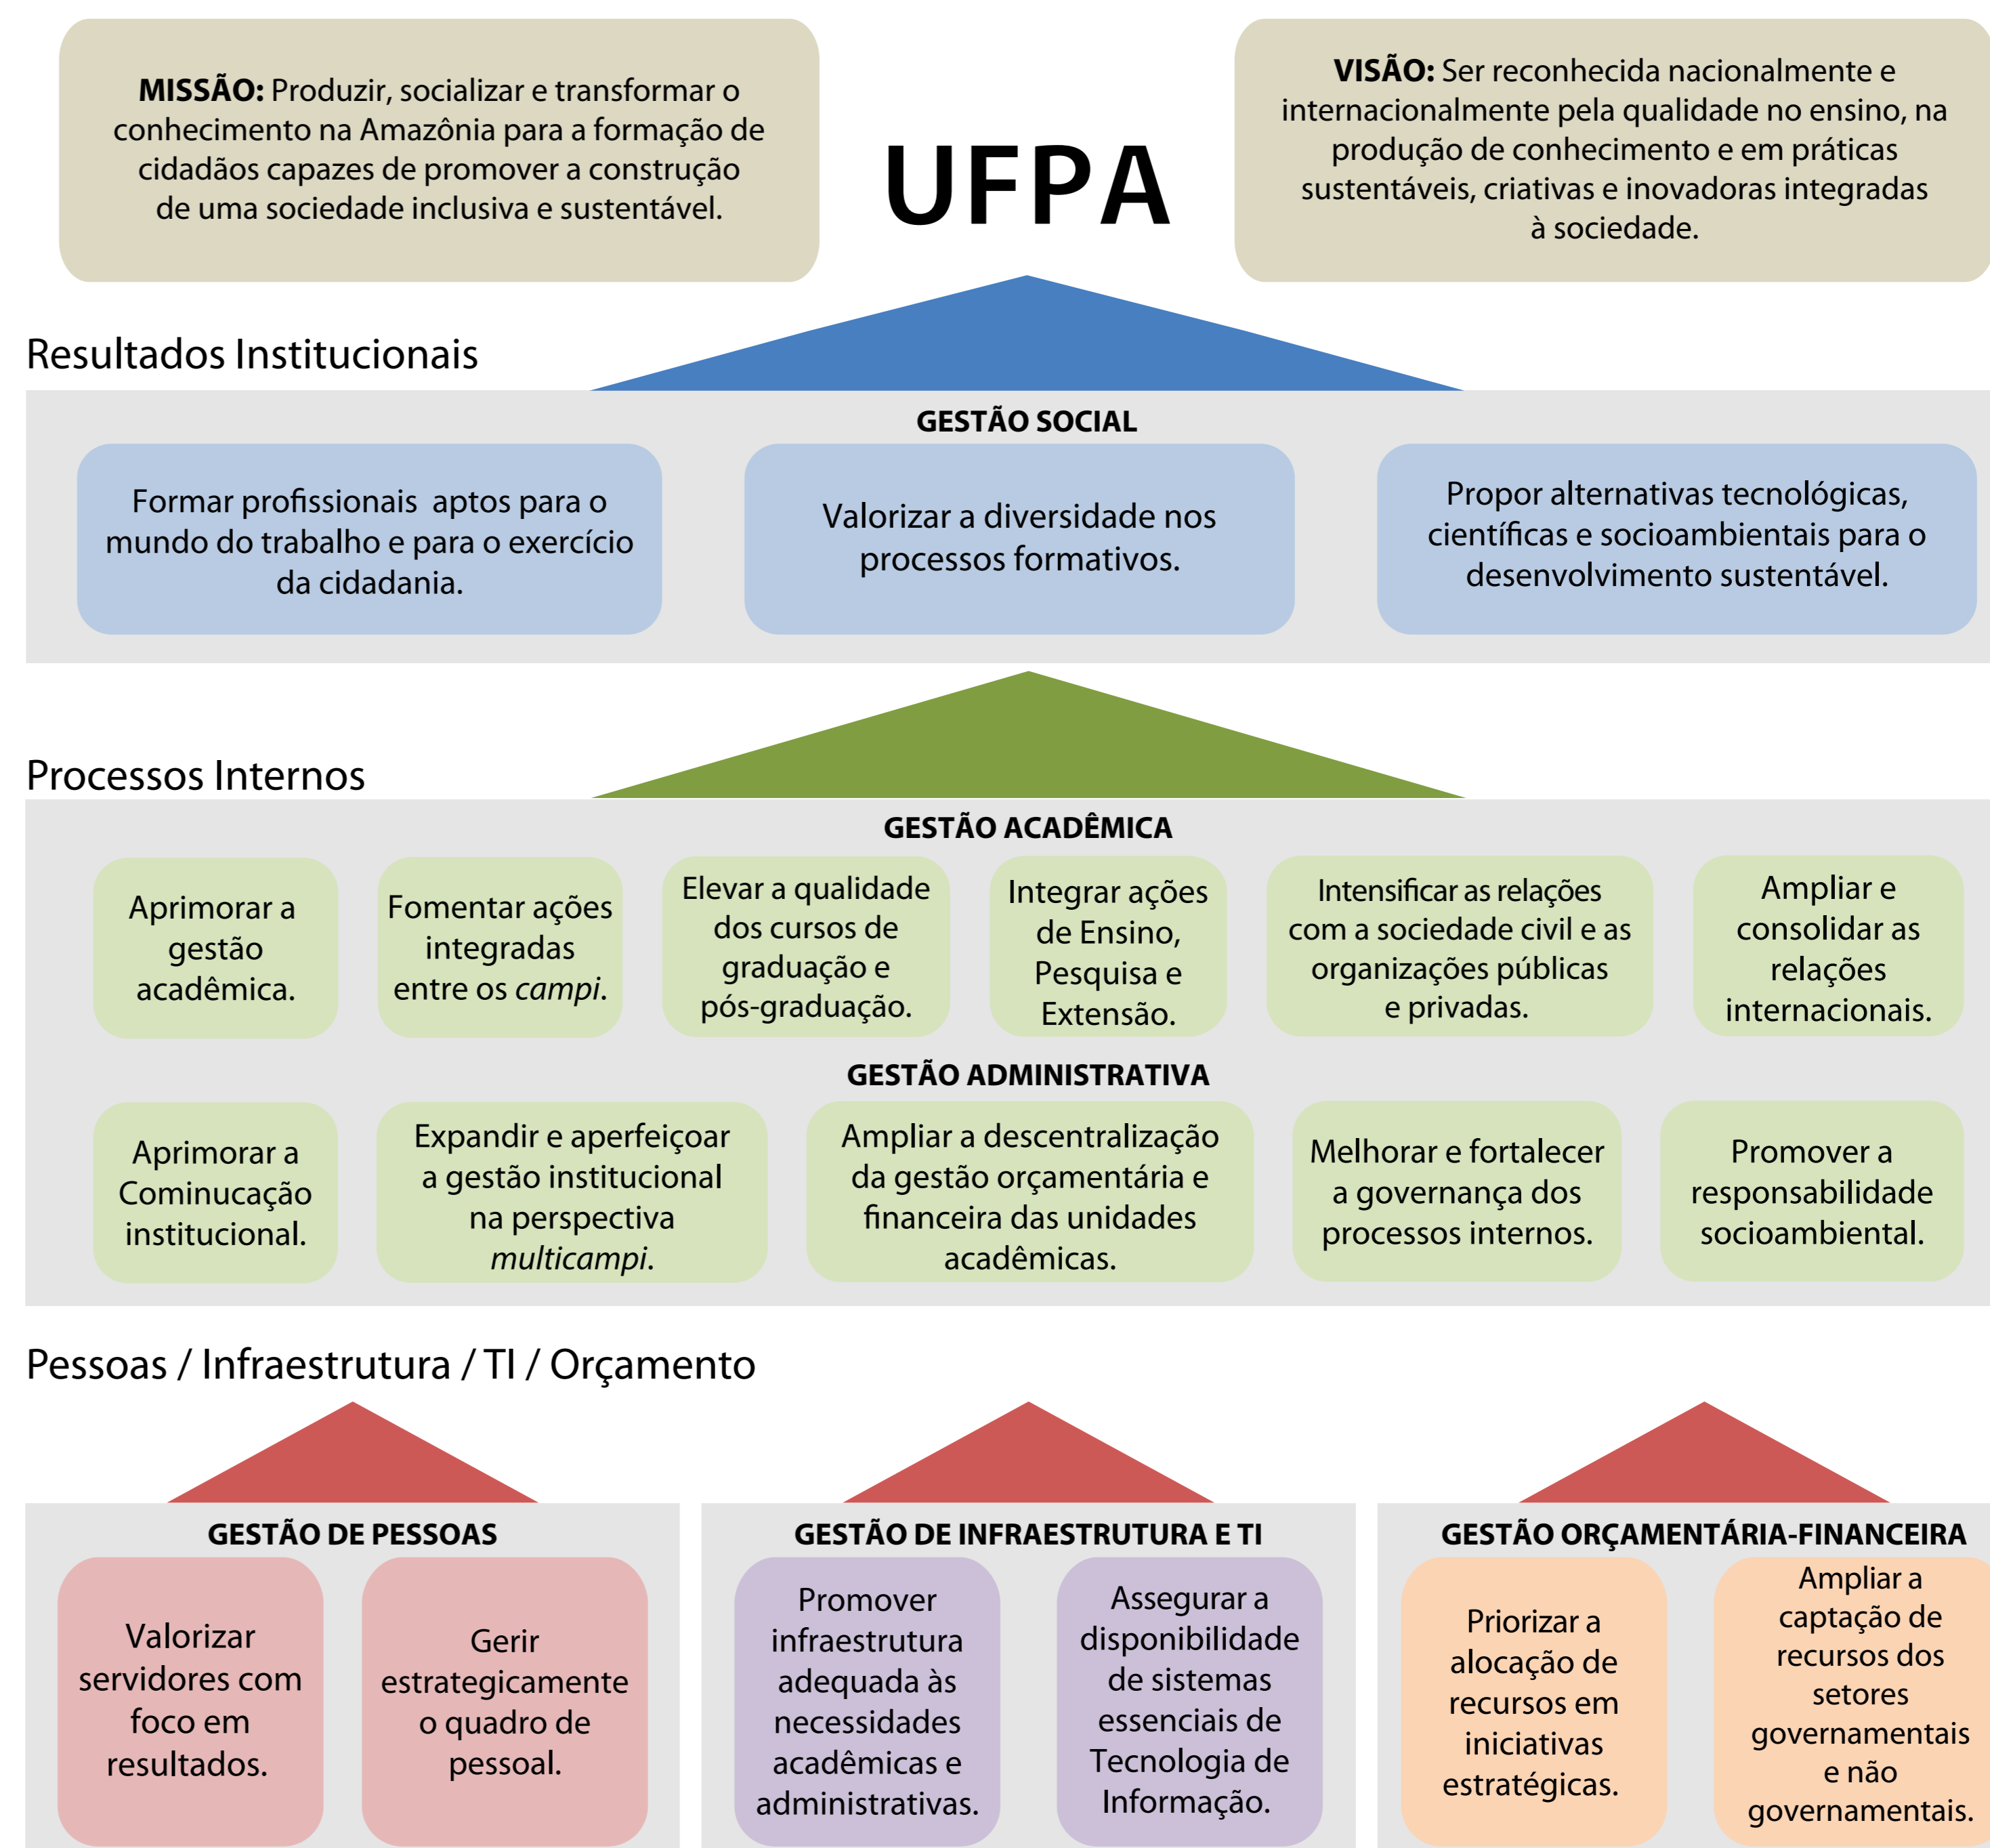 MISSÃO: Produzir, socializar e transformar o
conhecimento na Amazônia para a formação de
cidadãos capazes de promover a construção
de uma sociedade inclusiva e sustentável.
UFPA
VISÃO: Ser reconhecida nacionalmente e
internacionalmente pela qualidade no ensino, na
produção de conhecimento e em práticas
sustentáveis, criativas e inovadoras integradas
à sociedade.
Resultados Institucionais
GESTÃO SOCIAL
Formar profissionais aptos para o
mundo do trabalho e para o exercício
da cidadania.
Valorizar a diversidade nos
processos formativos.
Propor alternativas tecnológicas,
científicas e socioambientais para o
desenvolvimento sustentável.
Processos Internos
GESTÃO ACADÊMICA
Aprimorar a
gestão
acadêmica.
Fomentar ações
integradas
entre os campi.
Elevar a qualidade
dos cursos de
graduação e
pós-graduação.
Integrar ações
de Ensino,
Pesquisa e
Extensão.
Intensificar as relações
com a sociedade civil e as
organizações públicas
e privadas.
Ampliar e
consolidar as
relações
internacionais.
GESTÃO ADMINISTRATIVA
Aprimorar a
Cominucação
institucional.
Expandir e aperfeiçoar
a gestão institucional
na perspectiva
multicampi.
Ampliar a descentralização
da gestão orçamentária e
financeira das unidades
acadêmicas.
Melhorar e fortalecer
a governança dos
processos internos.
Promover a
responsabilidade
socioambiental.
Pessoas / Infraestrutura / TI / Orçamento
GESTÃO DE PESSOAS
Valorizar
servidores com
foco em
resultados.
Gerir
estrategicamente
o quadro de
pessoal.
GESTÃO DE INFRAESTRUTURA E TI
Promover
infraestrutura
adequada às
necessidades
acadêmicas e
administrativas.
Assegurar a
disponibilidade
de sistemas
essenciais de
Tecnologia de
Informação.
GESTÃO ORÇAMENTÁRIA-FINANCEIRA
Priorizar a
alocação de
recursos em
iniciativas
estratégicas.
Ampliar a
captação de
recursos dos
setores
governamentais
e não
governamentais.